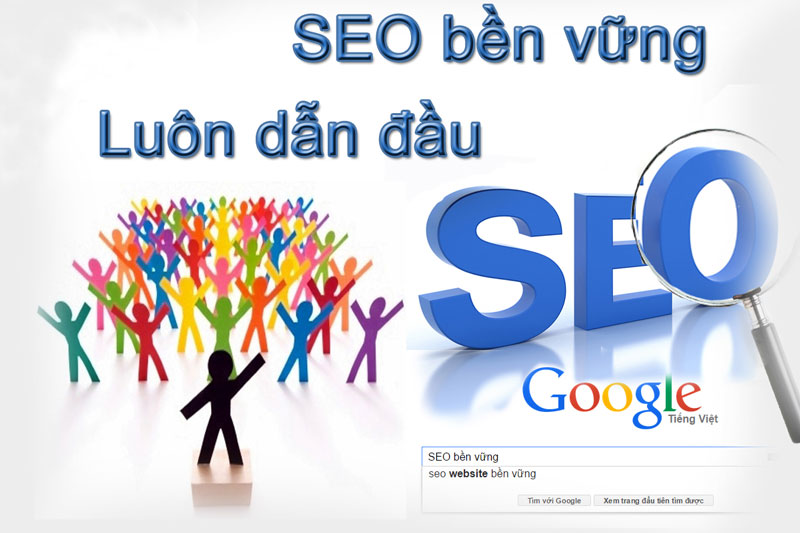 SEO bền vững
Luôn dẫn đầu
SEO
Google
Tiếng Việt
SEO bền vững
seo website bền vững
Tìm với Google
Xem trang đầu tiên tìm được